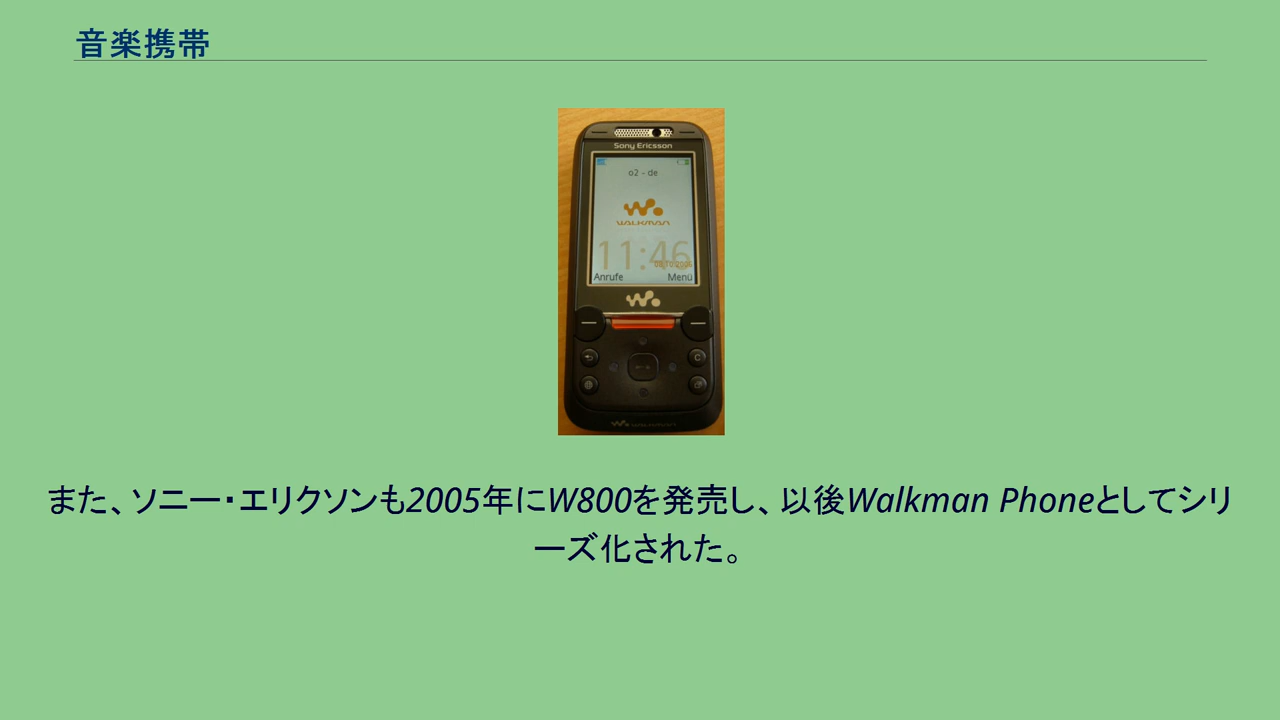 音楽携帯
Sony Ericsson
o2 - de
WALKMAN
11:46
Anrufe Menü
C
また、ソニー・エリクソンも2005年にW800を発売し、以後Walkman Phoneとしてシリ
ーズ化された。